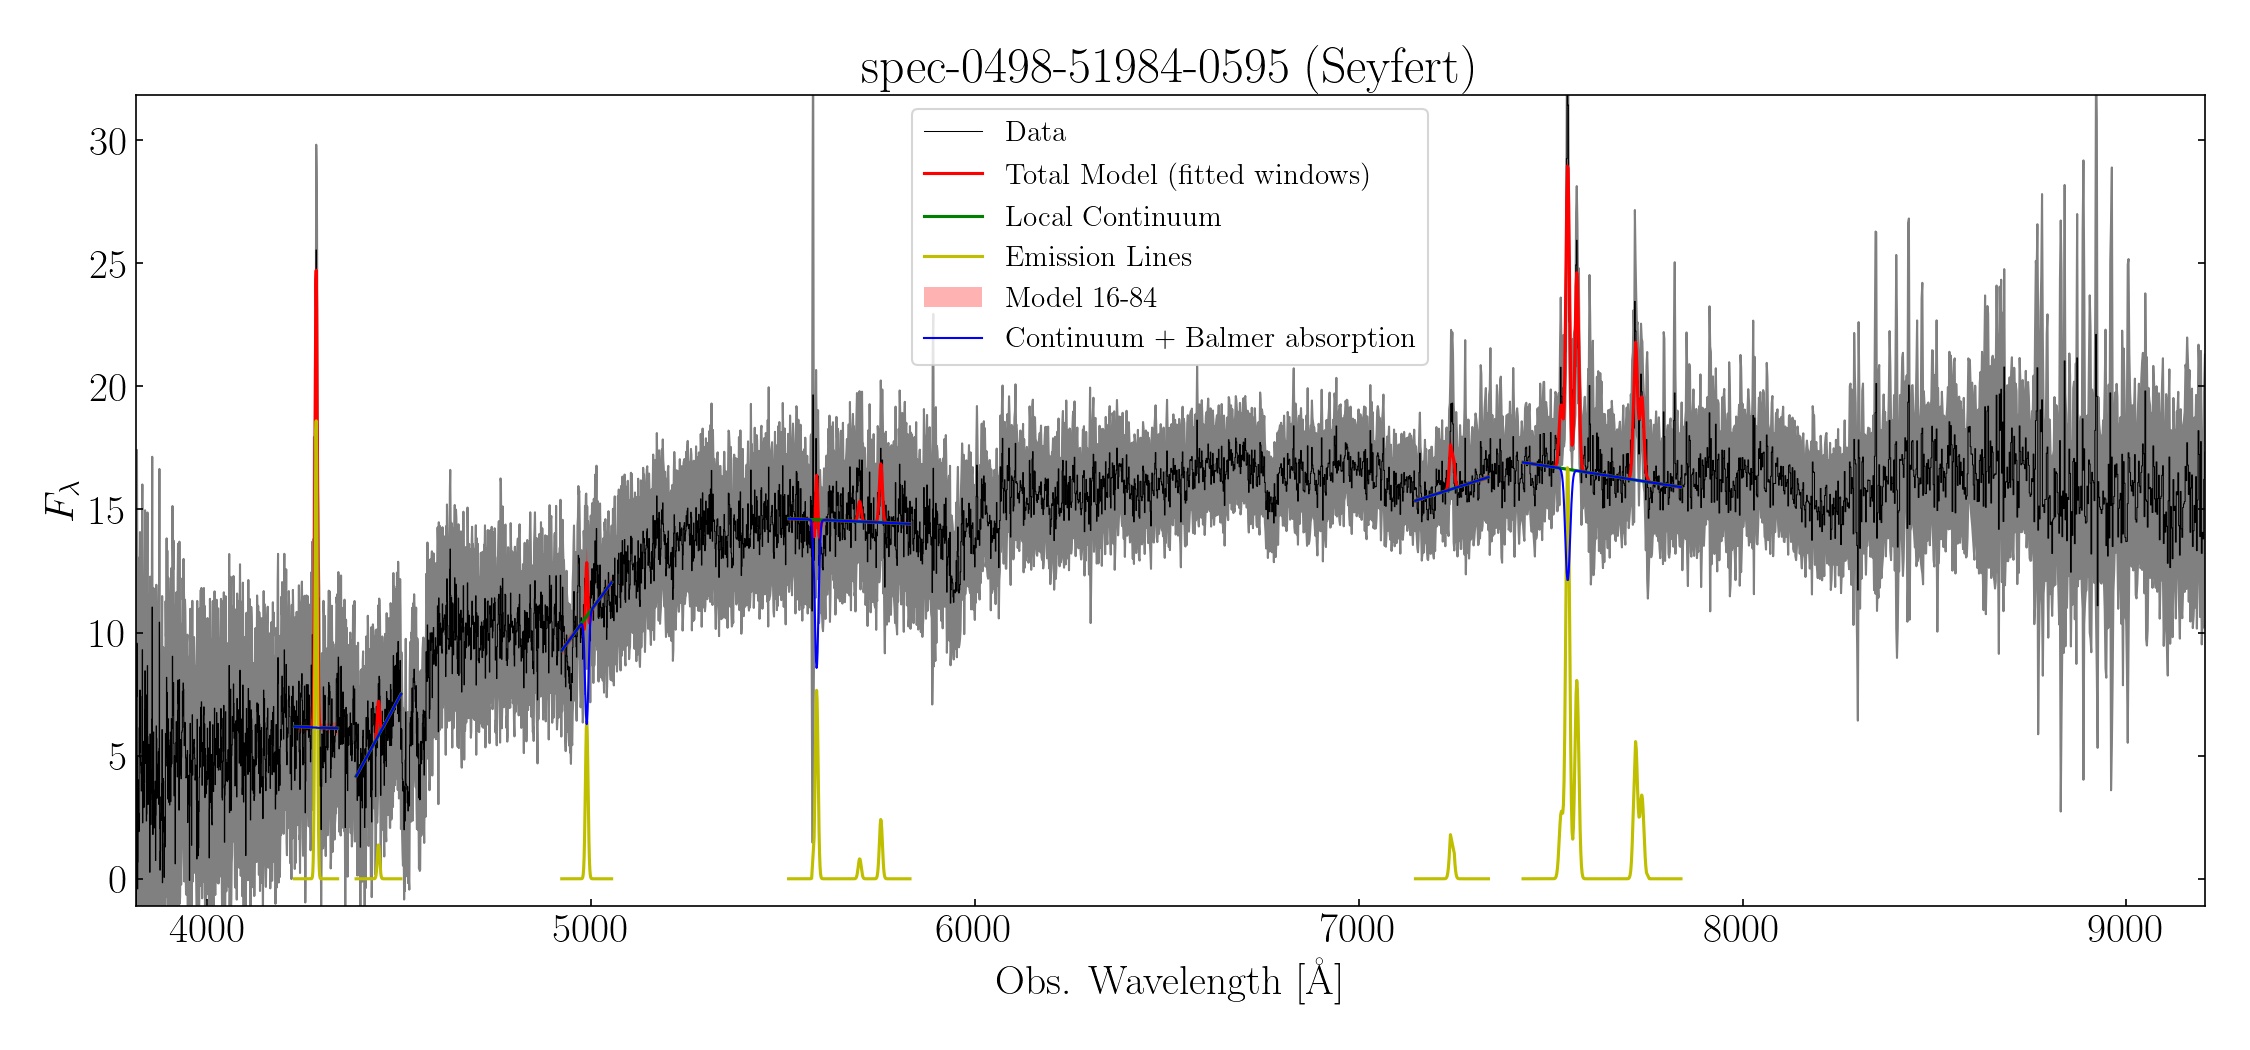 spec-0498-51984-0595 (Seyfert)
30
25
20
15
10
5
0
F_λ
Data
Total Model (fitted windows)
Local Continuum
Emission Lines
Model 16-84
Continuum + Balmer absorption
4000 5000 6000 7000 8000 9000
Obs. Wavelength [Å]